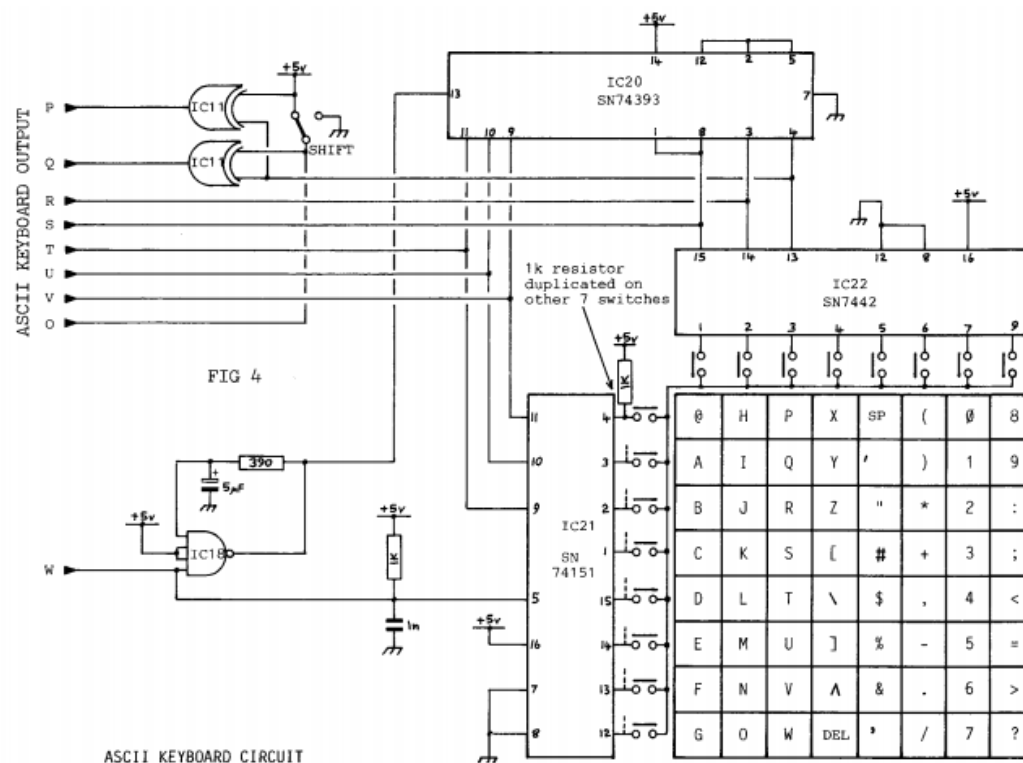 +5v
14 12 2 5
IC20
SN74393
13
7
11 10 9 1 8 3 4
+5v
SHIFT
IC11
IC11
ASCII KEYBOARD OUTPUT
P
Q
R
S
T
U
V
O
+5v
15 14 13 12 8 16
IC22
SN7442
1 2 3 4 5 6 7 9
1k resistor
duplicated on
other 7 switches
+5v
1K
FIG 4
390
+
5µF
+5v
IC18
W
+5v
1K
1n
+5v
11
10
9
5
16
7
8
IC21
SN
74151
4
3
2
1
15
14
13
12
@ H P X SP ( Ø 8
A I Q Y ' ) 1 9
B J R Z " * 2 :
C K S [ # + 3 ;
D L T \ $ , 4 <
E M U ] % - 5 =
F N V Λ & . 6 >
G O W DEL ❜ / 7 ?
ASCII KEYBOARD CIRCUIT